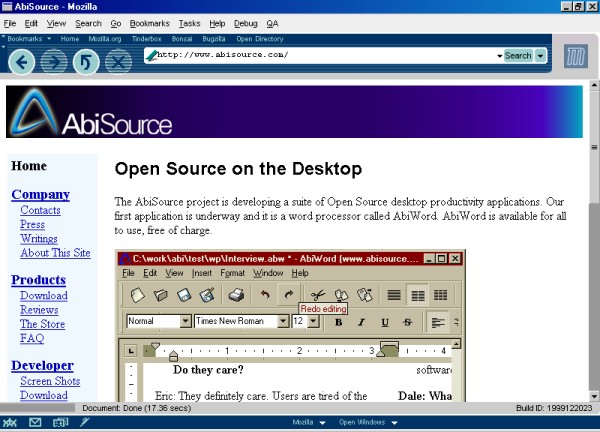 AbiSource - Mozilla
File Edit View Search Go Bookmarks Tasks Help Debug QA
Bookmarks Home Mozilla.org Tinderbox Bonsai Bugzilla Open Directory
http://www.abisource.com/ Search
AbiSource
Home
Company
Contacts
Press
Writings
About This Site
Products
Download
Reviews
The Store
FAQ
Developer
Screen Shots
Download
Open Source on the Desktop
The AbiSource project is developing a suite of Open Source desktop productivity applications. Our
first application is underway and it is a word processor called AbiWord. AbiWord is available for all
to use, free of charge.
C:\work\abi\test\wp\Interview.abw * - AbiWord (www.abisource....
File Edit View Insert Format Window Help
Redo editing
Normal Times New Roman 12 B I U S
1 2 3 4
Do they care? software
Eric: They definitely care. Users are tired of the Dale: Wha
Document: Done (17.36 secs) Build ID: 1999122023
Mozilla Open Windows